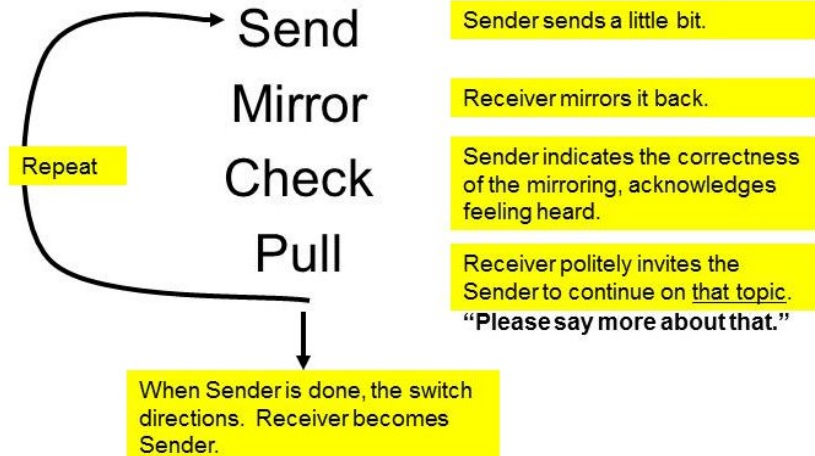 Send
Sender sends a little bit.
Mirror
Receiver mirrors it back.
Repeat
Check
Sender indicates the correctness
of the mirroring, acknowledges
feeling heard.
Pull
Receiver politely invites the
Sender to continue on that topic.
“Please say more about that.”
When Sender is done, the switch
directions. Receiver becomes
Sender.